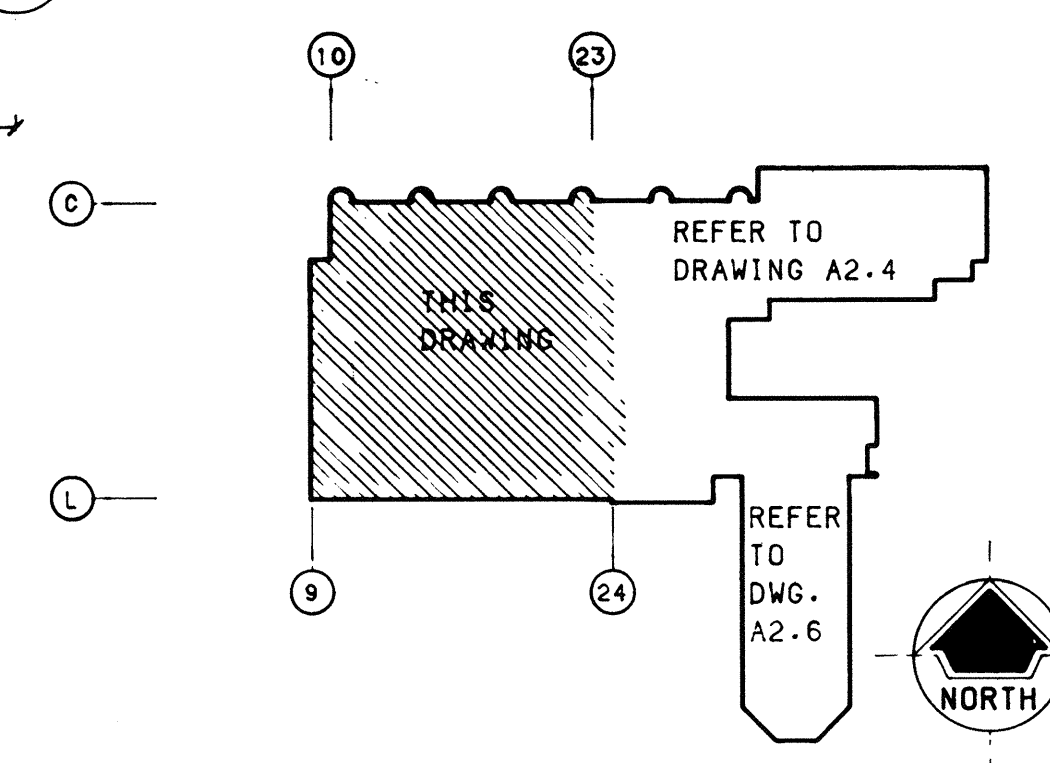 10
23
C
REFER TO
DRAWING A2.4
THIS
DRAWING
L
REFER
TO
DWG.
A2.6
9
24
NORTH